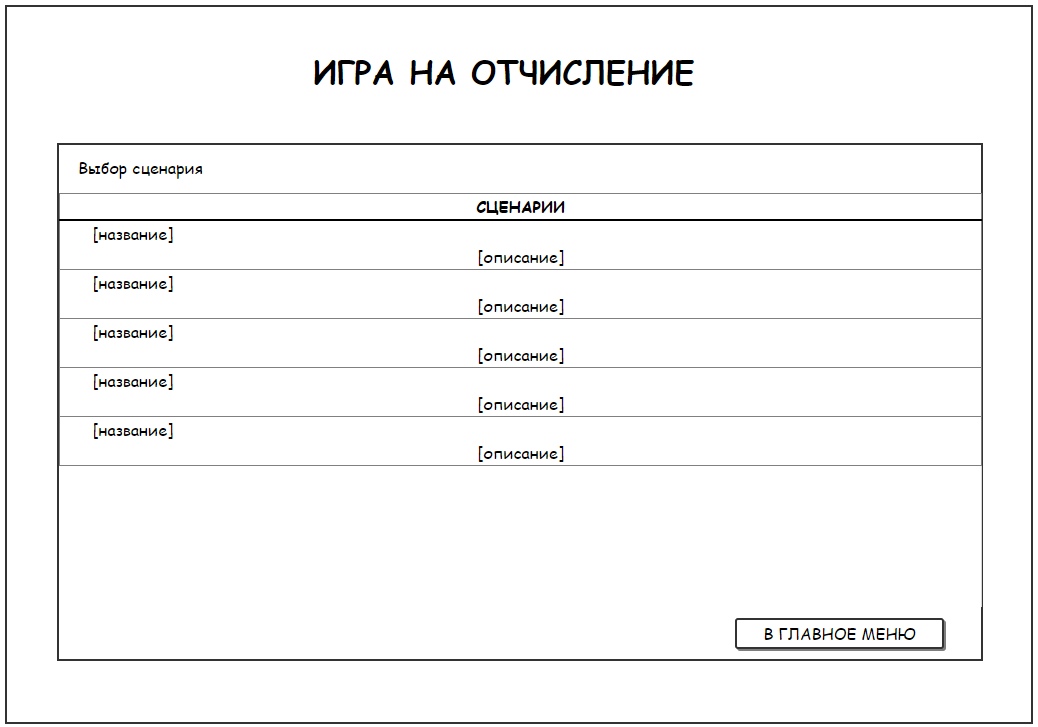 ИГРА НА ОТЧИСЛЕНИЕ
Выбор сценария
СЦЕНАРИИ
[название]
[описание]
[название]
[описание]
[название]
[описание]
[название]
[описание]
[название]
[описание]
В ГЛАВНОЕ МЕНЮ